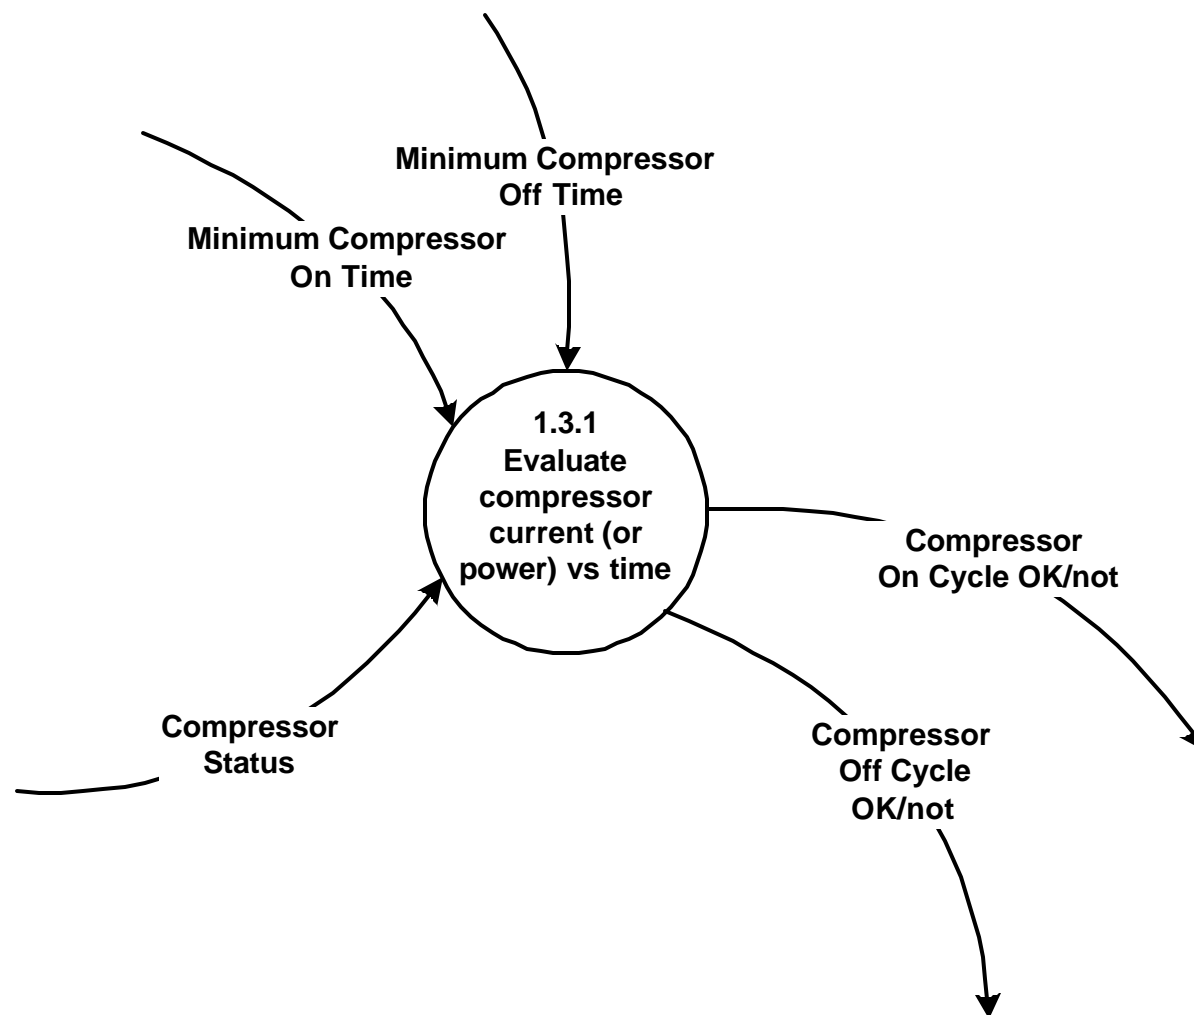 Minimum Compressor
Off Time
Minimum Compressor
On Time
1.3.1
Evaluate
compressor
current (or
power) vs time
Compressor
On Cycle OK/not
Compressor
Status
Compressor
Off Cycle
OK/not